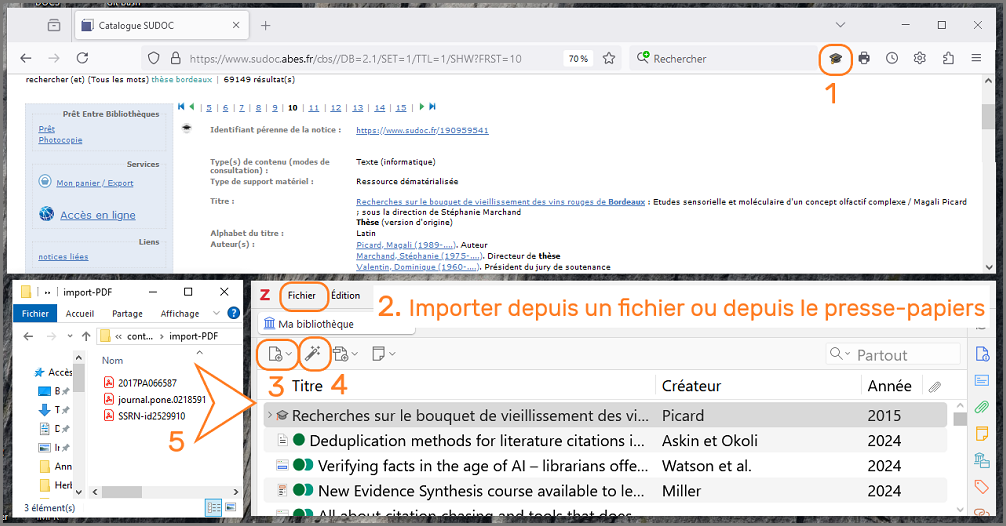 Catalogue SUDOC
https://www.sudoc.abes.fr/cbs//DB=2.1/SET=1/TTL=1/SHW?FRST=10
70 %
Rechercher
1
rechercher (et) (Tous les mots) thèse bordeaux | 69149 résultat(s)
Prêt Entre Bibliothèques
Prêt
Photocopie
Services
Mon panier / Export
Accès en ligne
Liens
notices liées
| 5 | 6 | 7 | 8 | 9 | 10 | 11 | 12 | 13 | 14 | 15 |
Identifiant pérenne de la notice : https://www.sudoc.fr/190959541
Type(s) de contenu (modes de consultation) : Texte (informatique)
Type de support matériel : Ressource dématérialisée
Titre : Recherches sur le bouquet de vieillissement des vins rouges de Bordeaux : Etudes sensorielle et moléculaire d'un concept olfactif complexe / Magali Picard
; sous la direction de Stéphanie Marchand
Thèse (version d'origine)
Alphabet du titre : Latin
Auteur(s) : Picard, Magali (1989-....). Auteur
Marchand, Stéphanie (1975-....). Directeur de thèse
Valentin, Dominique (1960-....). Président du jury de soutenance
import-PDF
Fichier Accueil Partage Affichage
« cont... › import-PDF
Nom
Accès
2017PA066587
journal.pone.0218591
SSRN-id2529910
Ann
Herb
5
3 élément(s)
Z Fichier Édition
2. Importer depuis un fichier ou depuis le presse-papiers
Ma bibliothèque
3 4
Partout
Titre Créateur Année
Recherches sur le bouquet de vieillissement des vi... Picard 2015
Deduplication methods for literature citations i... Askin et Okoli 2024
Verifying facts in the age of AI – librarians offe... Watson et al. 2024
New Evidence Synthesis course available to le... Miller 2024
All about citation chasing and tools that does...